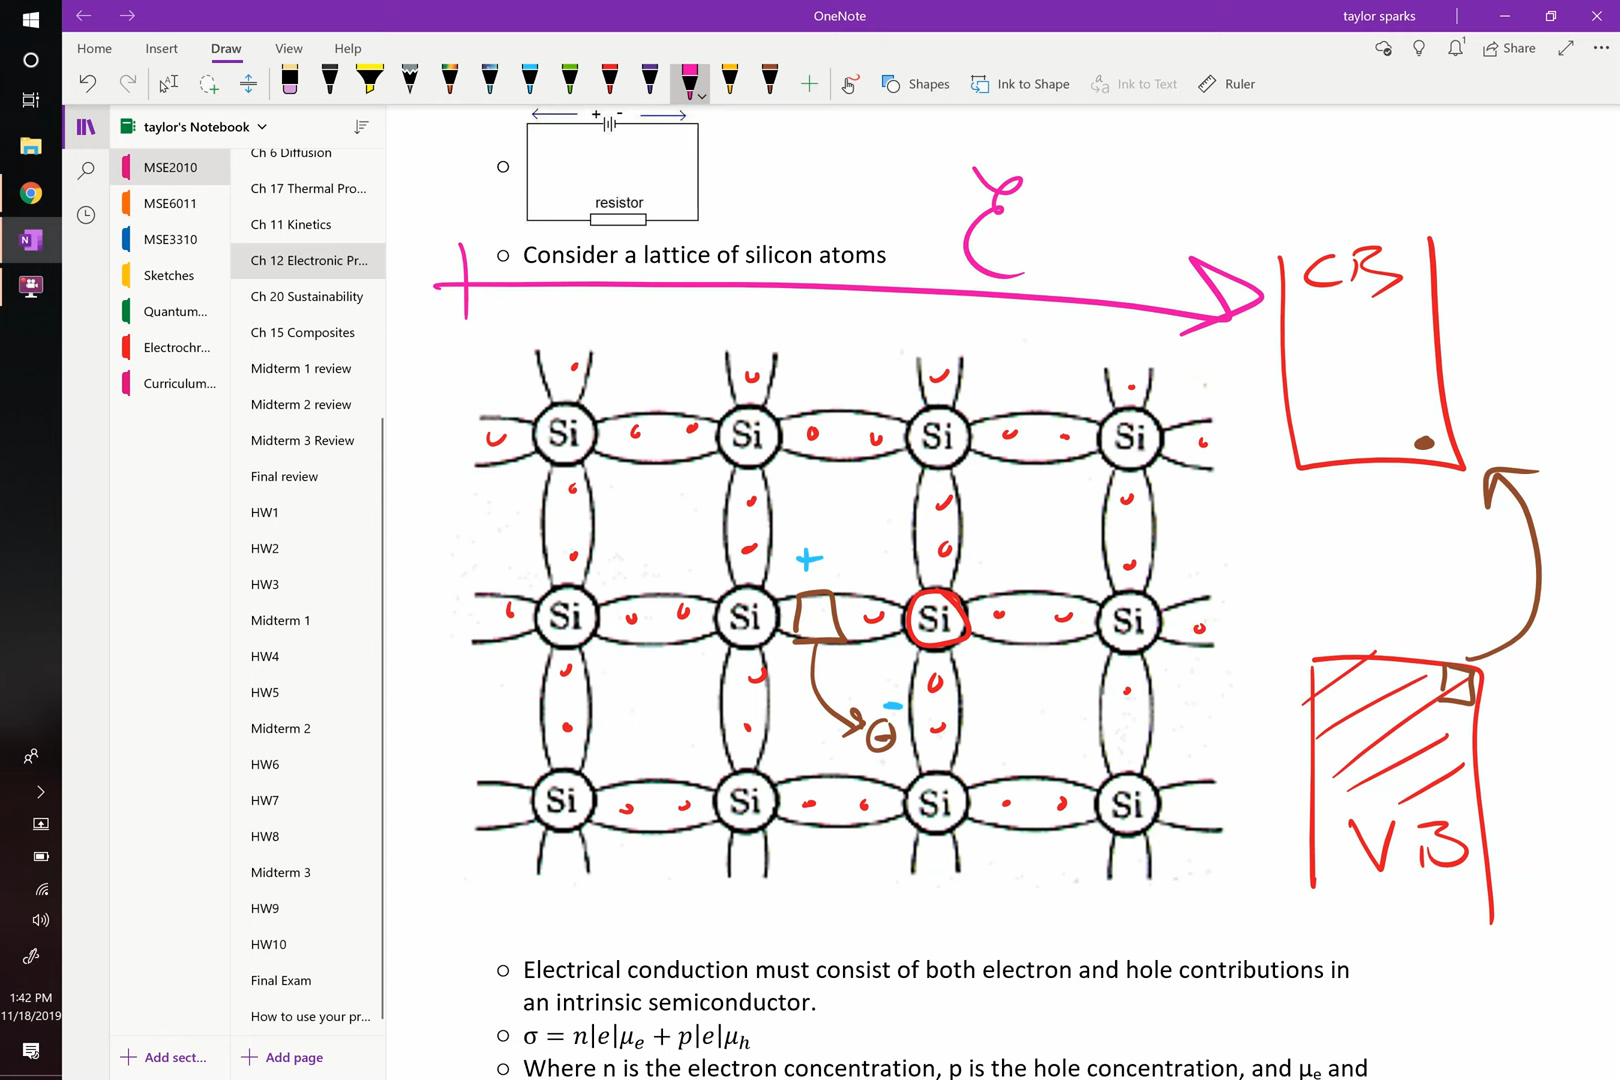 OneNote
taylor sparks
Home
Insert
Draw
View
Help
Share
Shapes
Ink to Shape
Ink to Text
Ruler
taylor's Notebook
MSE2010
MSE6011
MSE3310
Sketches
Quantum...
Electrochr...
Curriculum...
Add sect...
Ch 6 Diffusion
Ch 17 Thermal Pro...
Ch 11 Kinetics
Ch 12 Electronic Pr...
Ch 20 Sustainability
Ch 15 Composites
Midterm 1 review
Midterm 2 review
Midterm 3 Review
Final review
HW1
HW2
HW3
Midterm 1
HW4
HW5
Midterm 2
HW6
HW7
HW8
Midterm 3
HW9
HW10
Final Exam
How to use your pr...
Add page
+ -
resistor
Consider a lattice of silicon atoms
ℰ
CB
Si Si Si Si
+
Si Si Si Si
-
Si Si Si Si
VB
Electrical conduction must consist of both electron and hole contributions in
an intrinsic semiconductor.
σ = n|e|μₑ + p|e|μₕ
Where n is the electron concentration, p is the hole concentration, and μₑ and
1:42 PM
11/18/2019